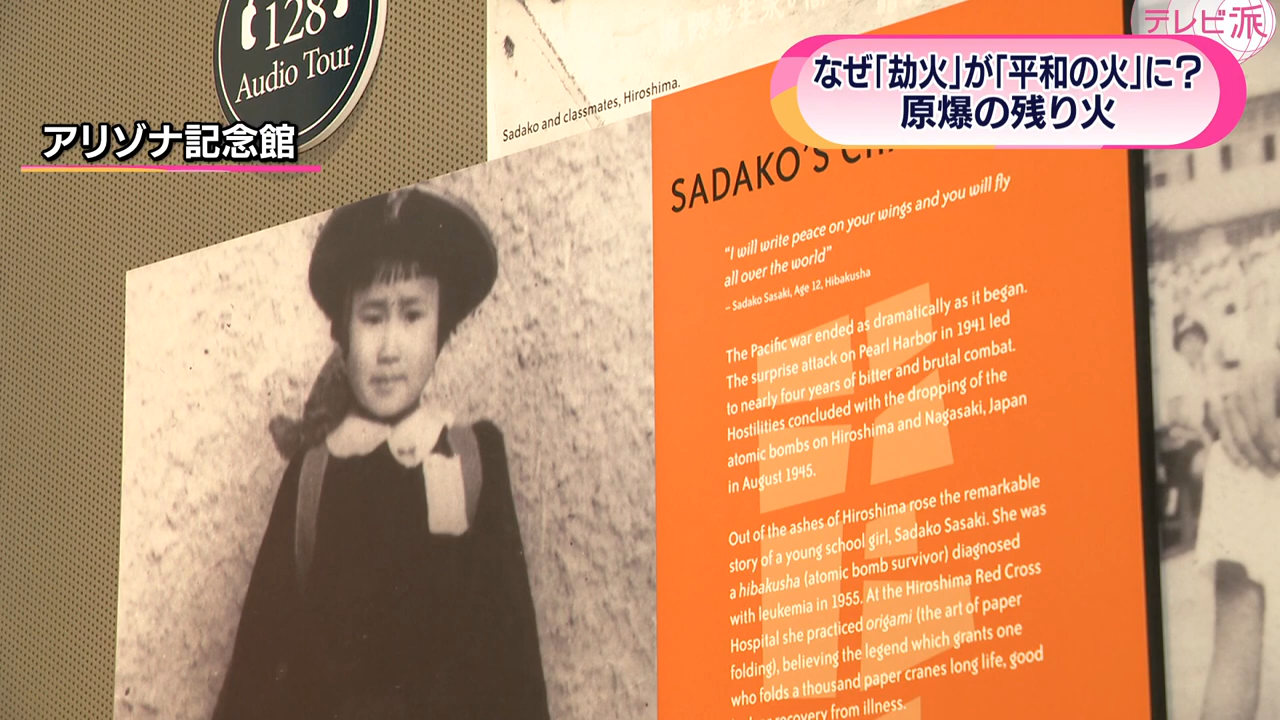 128
Audio Tour
テレビ派
なぜ「劫火」が「平和の火」に?
原爆の残り火
アリゾナ記念館
Sadako and classmates, Hiroshima.
SADAKO'S
“I will write peace on your wings and you will fly
all over the world”
– Sadako Sasaki, Age 12, Hibakusha
The Pacific war ended as dramatically as it began.
The surprise attack on Pearl Harbor in 1941 led
to nearly four years of bitter and brutal combat.
Hostilities concluded with the dropping of the
atomic bombs on Hiroshima and Nagasaki, Japan
in August 1945.
Out of the ashes of Hiroshima rose the remarkable
story of a young school girl, Sadako Sasaki. She was
a hibakusha (atomic bomb survivor) diagnosed
with leukemia in 1955. At the Hiroshima Red Cross
Hospital she practiced origami (the art of paper
folding), believing the legend which grants one
who folds a thousand paper cranes long life, good
recovery from illness.